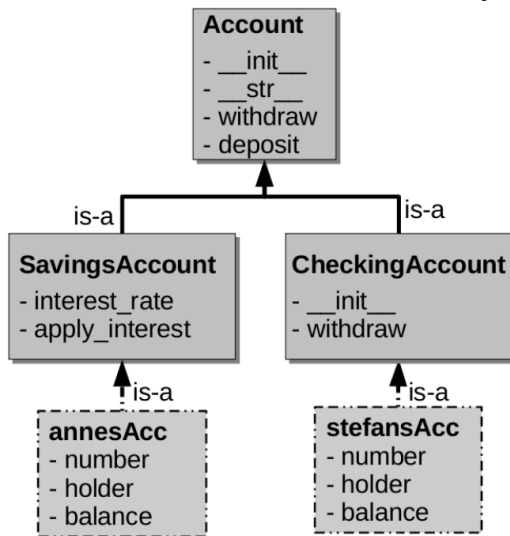 Account
- __init__
- __str__
- withdraw
- deposit
is-a
is-a
SavingsAccount
- interest_rate
- apply_interest
CheckingAccount
- __init__
- withdraw
is-a
is-a
annesAcc
- number
- holder
- balance
stefansAcc
- number
- holder
- balance